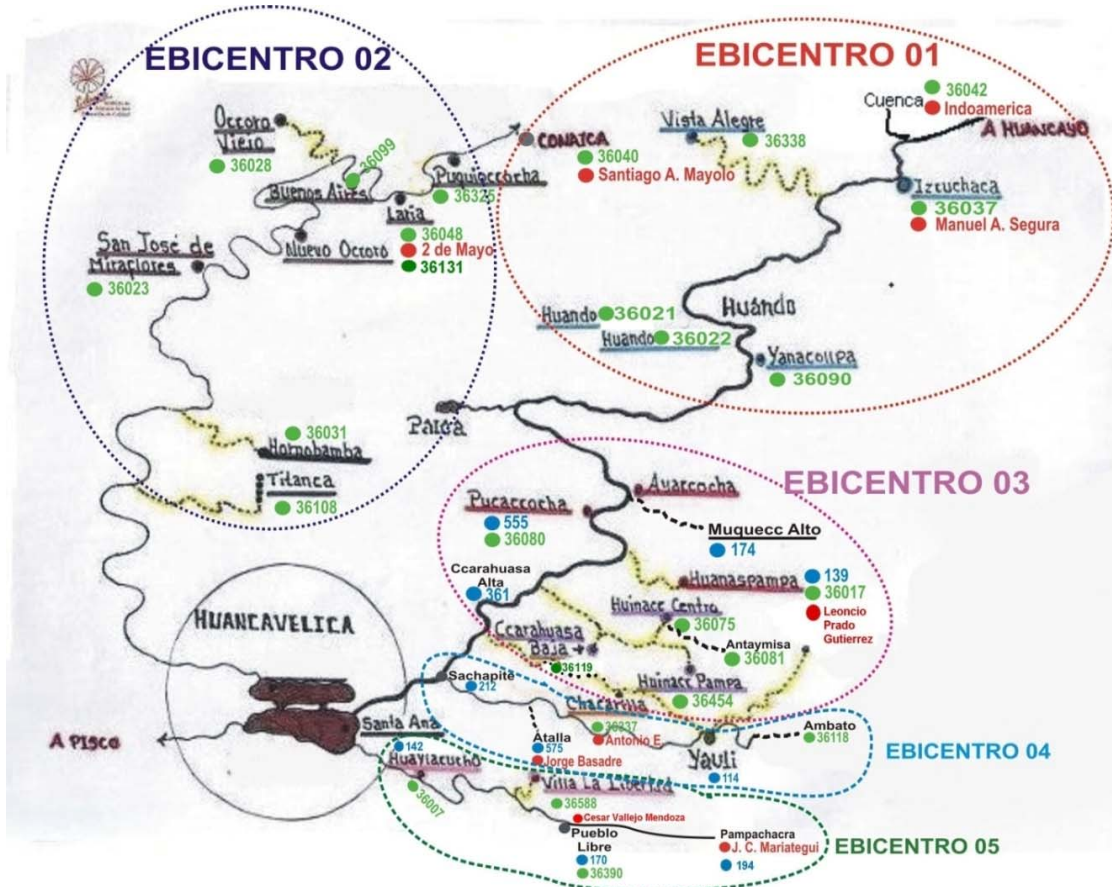 EBICENTRO 02
EBICENTRO 01
Occoro
Viejo
36028
36099
Buenos Aires
Puquiaccocha
36325
CONAICA
36040
Santiago A. Mayolo
Vista Alegre
36338
Cuenca
36042
Indoamerica
A HUANCAYO
Izcuchaca
36037
Manuel A. Segura
Laria
36048
2 de Mayo
36131
Nuevo Occoro
San José de
Miraflores
36023
Huando
36021
Huando
36022
HUANDO
Yanacollpa
36090
PALCA
36031
Hornobamba
Titanca
36108
EBICENTRO 03
Ayarcocha
Pucaccocha
555
36080
Muquecc Alto
174
Ccarahuasa
Alta
361
Huanaspampa
139
36017
Leoncio
Prado
Gutierrez
Huinacc Centro
36075
Antaymisa
36081
Ccarahuasa
Baja
36119
Huinacc Pampa
36454
HUANCAVELICA
Sachapite
212
Chacarilla
36237
Antonio E.
Atalla
575
Jorge Basadre
Yauli
114
Ambato
36118
EBICENTRO 04
A PISCO
Santa Ana
142
Huaylacucho
36007
Villa La Libertad
36588
Cesar Vallejo Mendoza
Pueblo
Libre
170
36390
Pampachacra
J. C. Mariategui
194
EBICENTRO 05